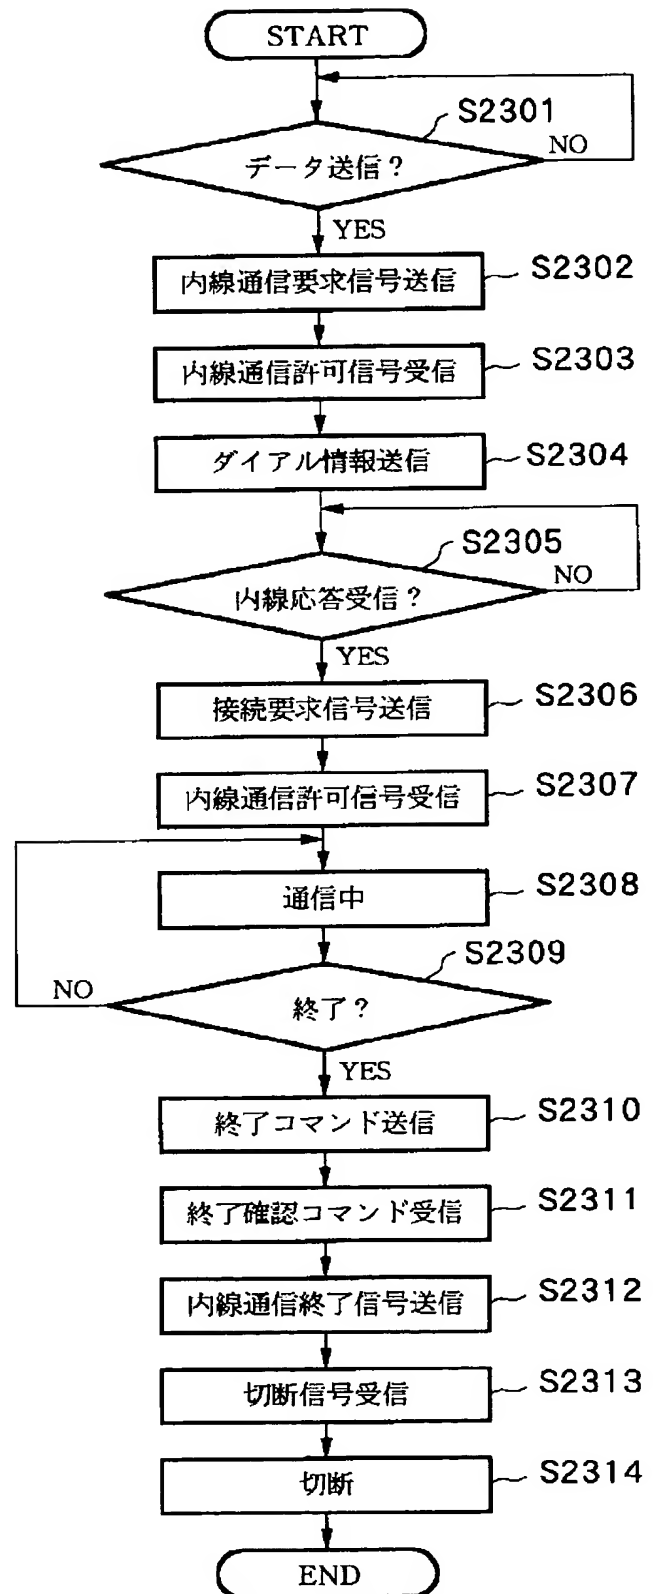 START
S2301
データ送信?
NO
YES
内線通信要求信号送信
S2302
内線通信許可信号受信
S2303
ダイアル情報送信
S2304
S2305
内線応答受信?
NO
YES
接続要求信号送信
S2306
内線通信許可信号受信
S2307
通信中
S2308
S2309
NO
終了?
YES
終了コマンド送信
S2310
終了確認コマンド受信
S2311
内線通信終了信号送信
S2312
切断信号受信
S2313
切断
S2314
END